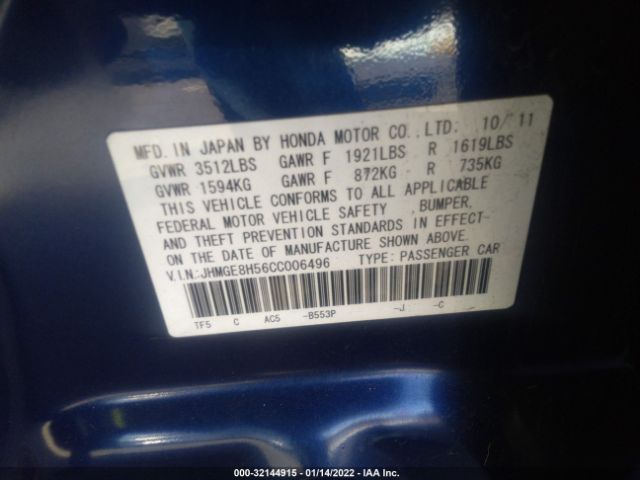 MFD. IN JAPAN BY HONDA MOTOR CO., LTD: 10/11
GVWR 3512LBS GAWR F 1921LBS R 1619LBS
GVWR 1594KG GAWR F 872KG R 735KG
THIS VEHICLE CONFORMS TO ALL APPLICABLE
FEDERAL MOTOR VEHICLE SAFETY ,BUMPER,
AND THEFT PREVENTION STANDARDS IN EFFECT-
ON THE DATE OF MANUFACTURE SHOWN ABOVE.
V.I.N.:JHMGE8H56CC006496 TYPE: PASSENGER CAR
TF5 C AC5 -B553P -J -C
000-32144915 - 01/14/2022 - IAA Inc.